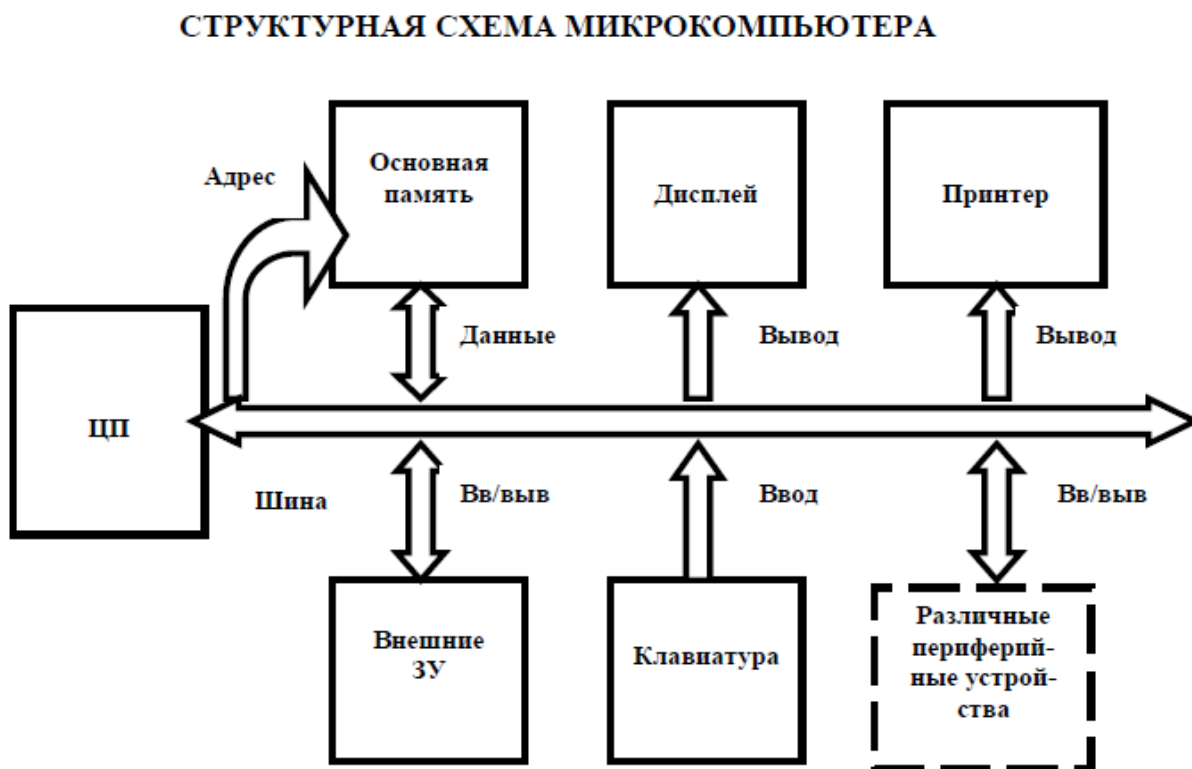 СТРУКТУРНАЯ СХЕМА МИКРОКОМПЬЮТЕРА
Адрес
Основная
память
Дисплей
Принтер
Данные
Вывод
Вывод
ЦП
Шина
Вв/выв
Ввод
Вв/выв
Внешние
ЗУ
Клавиатура
Различные
периферий-
ные устрой-
ства